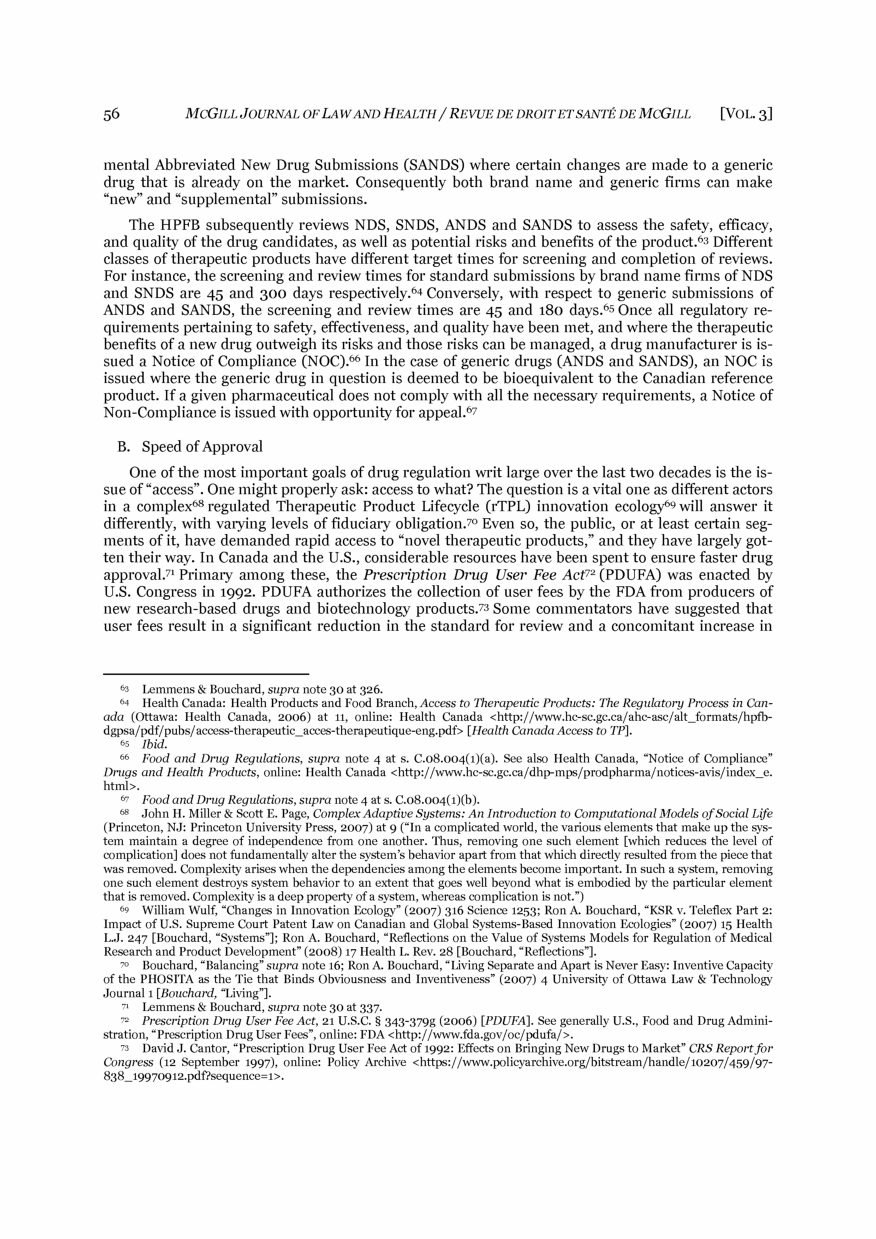 56 MCGILL JOURNAL OF LAW AND HEALTH / REVUE DE DROIT ET SANTÉ DE MCGILL [VOL. 3]
mental Abbreviated New Drug Submissions (SANDS) where certain changes are made to a generic
drug that is already on the market. Consequently both brand name and generic firms can make
“new” and “supplemental” submissions.
The HPFB subsequently reviews NDS, SNDS, ANDS and SANDS to assess the safety, efficacy,
and quality of the drug candidates, as well as potential risks and benefits of the product.63 Different
classes of therapeutic products have different target times for screening and completion of reviews.
For instance, the screening and review times for standard submissions by brand name firms of NDS
and SNDS are 45 and 300 days respectively.64 Conversely, with respect to generic submissions of
ANDS and SANDS, the screening and review times are 45 and 180 days.65 Once all regulatory re-
quirements pertaining to safety, effectiveness, and quality have been met, and where the therapeutic
benefits of a new drug outweigh its risks and those risks can be managed, a drug manufacturer is is-
sued a Notice of Compliance (NOC).66 In the case of generic drugs (ANDS and SANDS), an NOC is
issued where the generic drug in question is deemed to be bioequivalent to the Canadian reference
product. If a given pharmaceutical does not comply with all the necessary requirements, a Notice of
Non-Compliance is issued with opportunity for appeal.67
B. Speed of Approval
One of the most important goals of drug regulation writ large over the last two decades is the is-
sue of “access”. One might properly ask: access to what? The question is a vital one as different actors
in a complex68 regulated Therapeutic Product Lifecycle (rTPL) innovation ecology69 will answer it
differently, with varying levels of fiduciary obligation.70 Even so, the public, or at least certain seg-
ments of it, have demanded rapid access to “novel therapeutic products,” and they have largely got-
ten their way. In Canada and the U.S., considerable resources have been spent to ensure faster drug
approval.71 Primary among these, the Prescription Drug User Fee Act72 (PDUFA) was enacted by
U.S. Congress in 1992. PDUFA authorizes the collection of user fees by the FDA from producers of
new research-based drugs and biotechnology products.73 Some commentators have suggested that
user fees result in a significant reduction in the standard for review and a concomitant increase in
63 Lemmens & Bouchard, supra note 30 at 326.
64 Health Canada: Health Products and Food Branch, Access to Therapeutic Products: The Regulatory Process in Can-
ada (Ottawa: Health Canada, 2006) at 11, online: Health Canada <http://www.hc-sc.gc.ca/ahc-asc/alt_formats/hpfb-
dgpsa/pdf/pubs/access-therapeutic_acces-therapeutique-eng.pdf> [Health Canada Access to TP].
65 Ibid.
66 Food and Drug Regulations, supra note 4 at s. C.08.004(1)(a). See also Health Canada, “Notice of Compliance”
Drugs and Health Products, online: Health Canada <http://www.hc-sc.gc.ca/dhp-mps/prodpharma/notices-avis/index_e.
html>.
67 Food and Drug Regulations, supra note 4 at s. C.08.004(1)(b).
68 John H. Miller & Scott E. Page, Complex Adaptive Systems: An Introduction to Computational Models of Social Life
(Princeton, NJ: Princeton University Press, 2007) at 9 (“In a complicated world, the various elements that make up the sys-
tem maintain a degree of independence from one another. Thus, removing one such element [which reduces the level of
complication] does not fundamentally alter the system’s behavior apart from that which directly resulted from the piece that
was removed. Complexity arises when the dependencies among the elements become important. In such a system, removing
one such element destroys system behavior to an extent that goes well beyond what is embodied by the particular element
that is removed. Complexity is a deep property of a system, whereas complication is not.”)
69 William Wulf, “Changes in Innovation Ecology” (2007) 316 Science 1253; Ron A. Bouchard, “KSR v. Teleflex Part 2:
Impact of U.S. Supreme Court Patent Law on Canadian and Global Systems-Based Innovation Ecologies” (2007) 15 Health
L.J. 247 [Bouchard, “Systems”]; Ron A. Bouchard, “Reflections on the Value of Systems Models for Regulation of Medical
Research and Product Development” (2008) 17 Health L. Rev. 28 [Bouchard, “Reflections”].
70 Bouchard, “Balancing” supra note 16; Ron A. Bouchard, “Living Separate and Apart is Never Easy: Inventive Capacity
of the PHOSITA as the Tie that Binds Obviousness and Inventiveness” (2007) 4 University of Ottawa Law & Technology
Journal 1 [Bouchard, “Living”].
71 Lemmens & Bouchard, supra note 30 at 337.
72 Prescription Drug User Fee Act, 21 U.S.C. § 343-379g (2006) [PDUFA]. See generally U.S., Food and Drug Admini-
stration, “Prescription Drug User Fees”, online: FDA <http://www.fda.gov/oc/pdufa/>.
73 David J. Cantor, “Prescription Drug User Fee Act of 1992: Effects on Bringing New Drugs to Market” CRS Report for
Congress (12 September 1997), online: Policy Archive <https://www.policyarchive.org/bitstream/handle/10207/459/97-
838_19970912.pdf?sequence=1>.